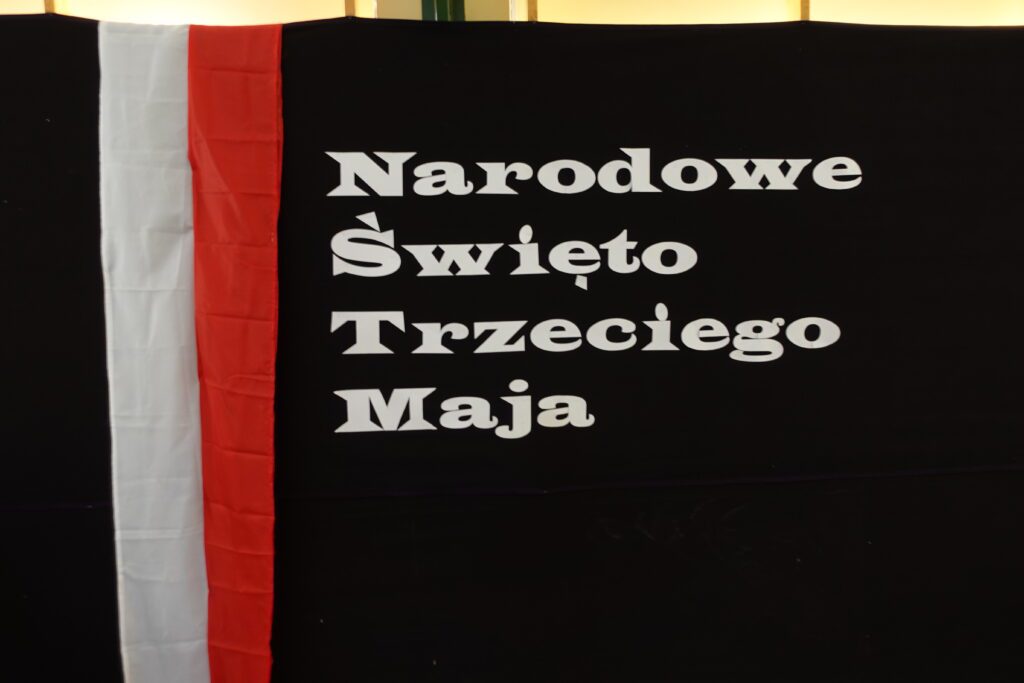 Narodowe
Święto
Trzeciego
Maja